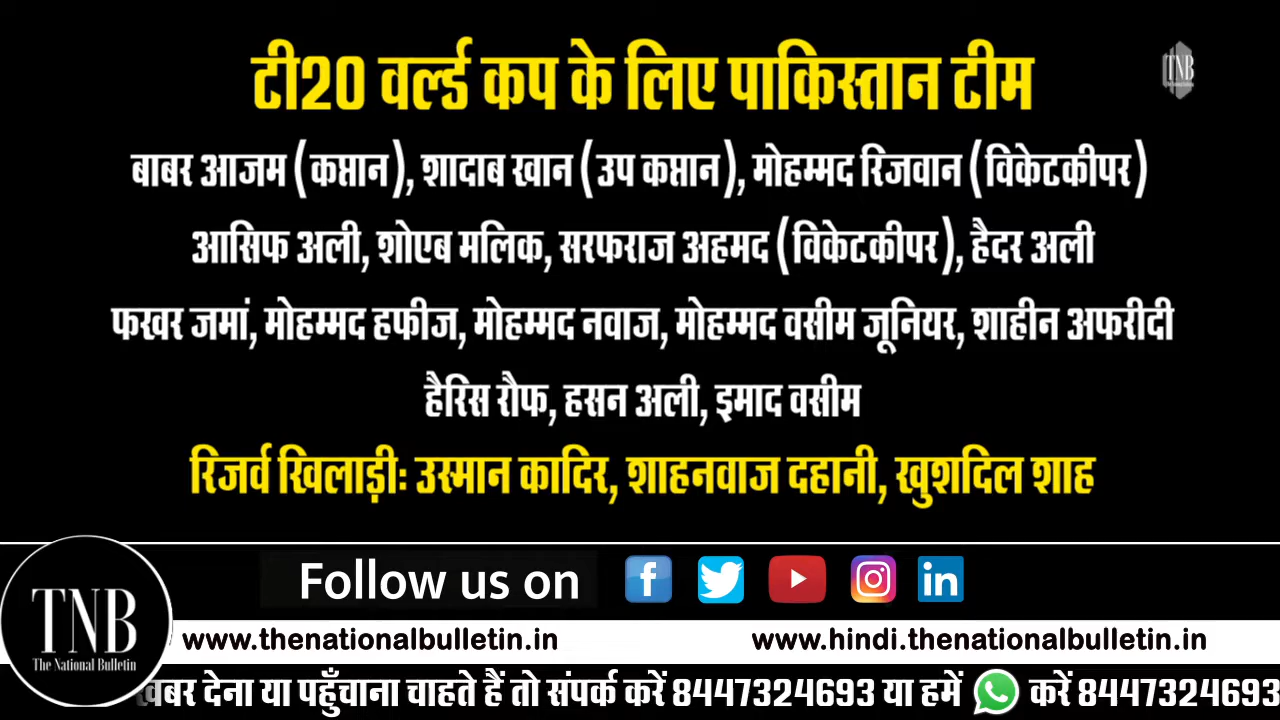 टी20 वर्ल्ड कप के लिए पाकिस्तान टीम
TNB
बाबर आजम (कप्तान), शादाब खान (उप कप्तान), मोहम्मद रिजवान (विकेटकीपर)
आसिफ अली, शोएब मलिक, सरफराज अहमद (विकेटकीपर), हैदर अली
फखर जमां, मोहम्मद हफीज, मोहम्मद नवाज, मोहम्मद वसीम जूनियर, शाहीन अफरीदी
हैरिस रौफ, हसन अली, इमाद वसीम
रिजर्व खिलाड़ीः उस्मान कादिर, शाहनवाज दहानी, खुशदिल शाह
Follow us on
TNB
The National Bulletin
www.thenationalbulletin.in www.hindi.thenationalbulletin.in
खबर देना या पहुँचाना चाहते हैं तो संपर्क करें 8447324693 या हमें करें 8447324693